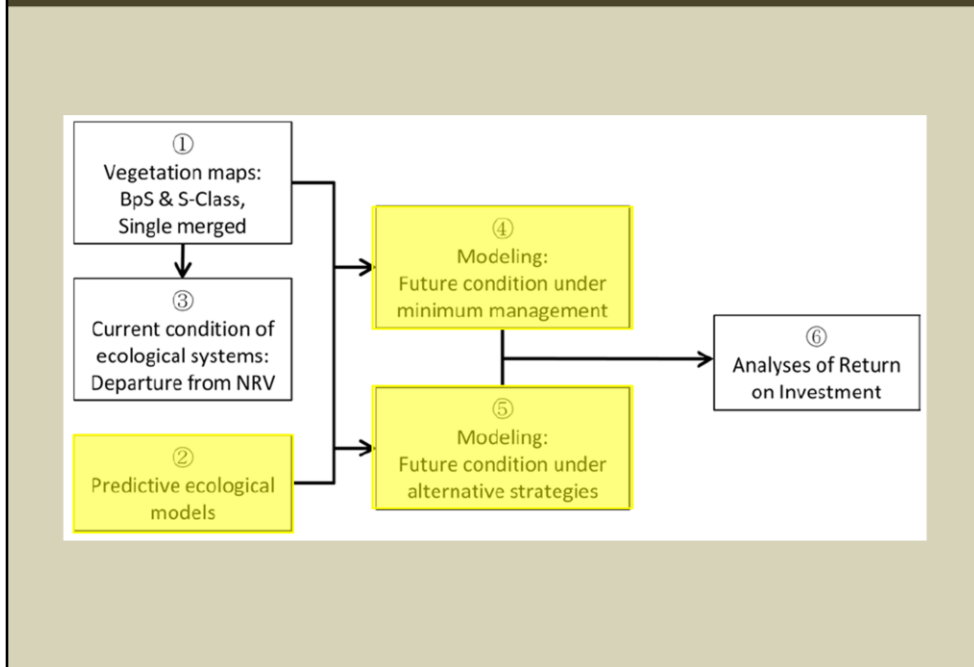 ①
Vegetation maps:
BpS & S-Class,
Single merged
③
Current condition of
ecological systems:
Departure from NRV
②
Predictive ecological
models
④
Modeling:
Future condition under
minimum management
⑤
Modeling:
Future condition under
alternative strategies
⑥
Analyses of Return
on Investment